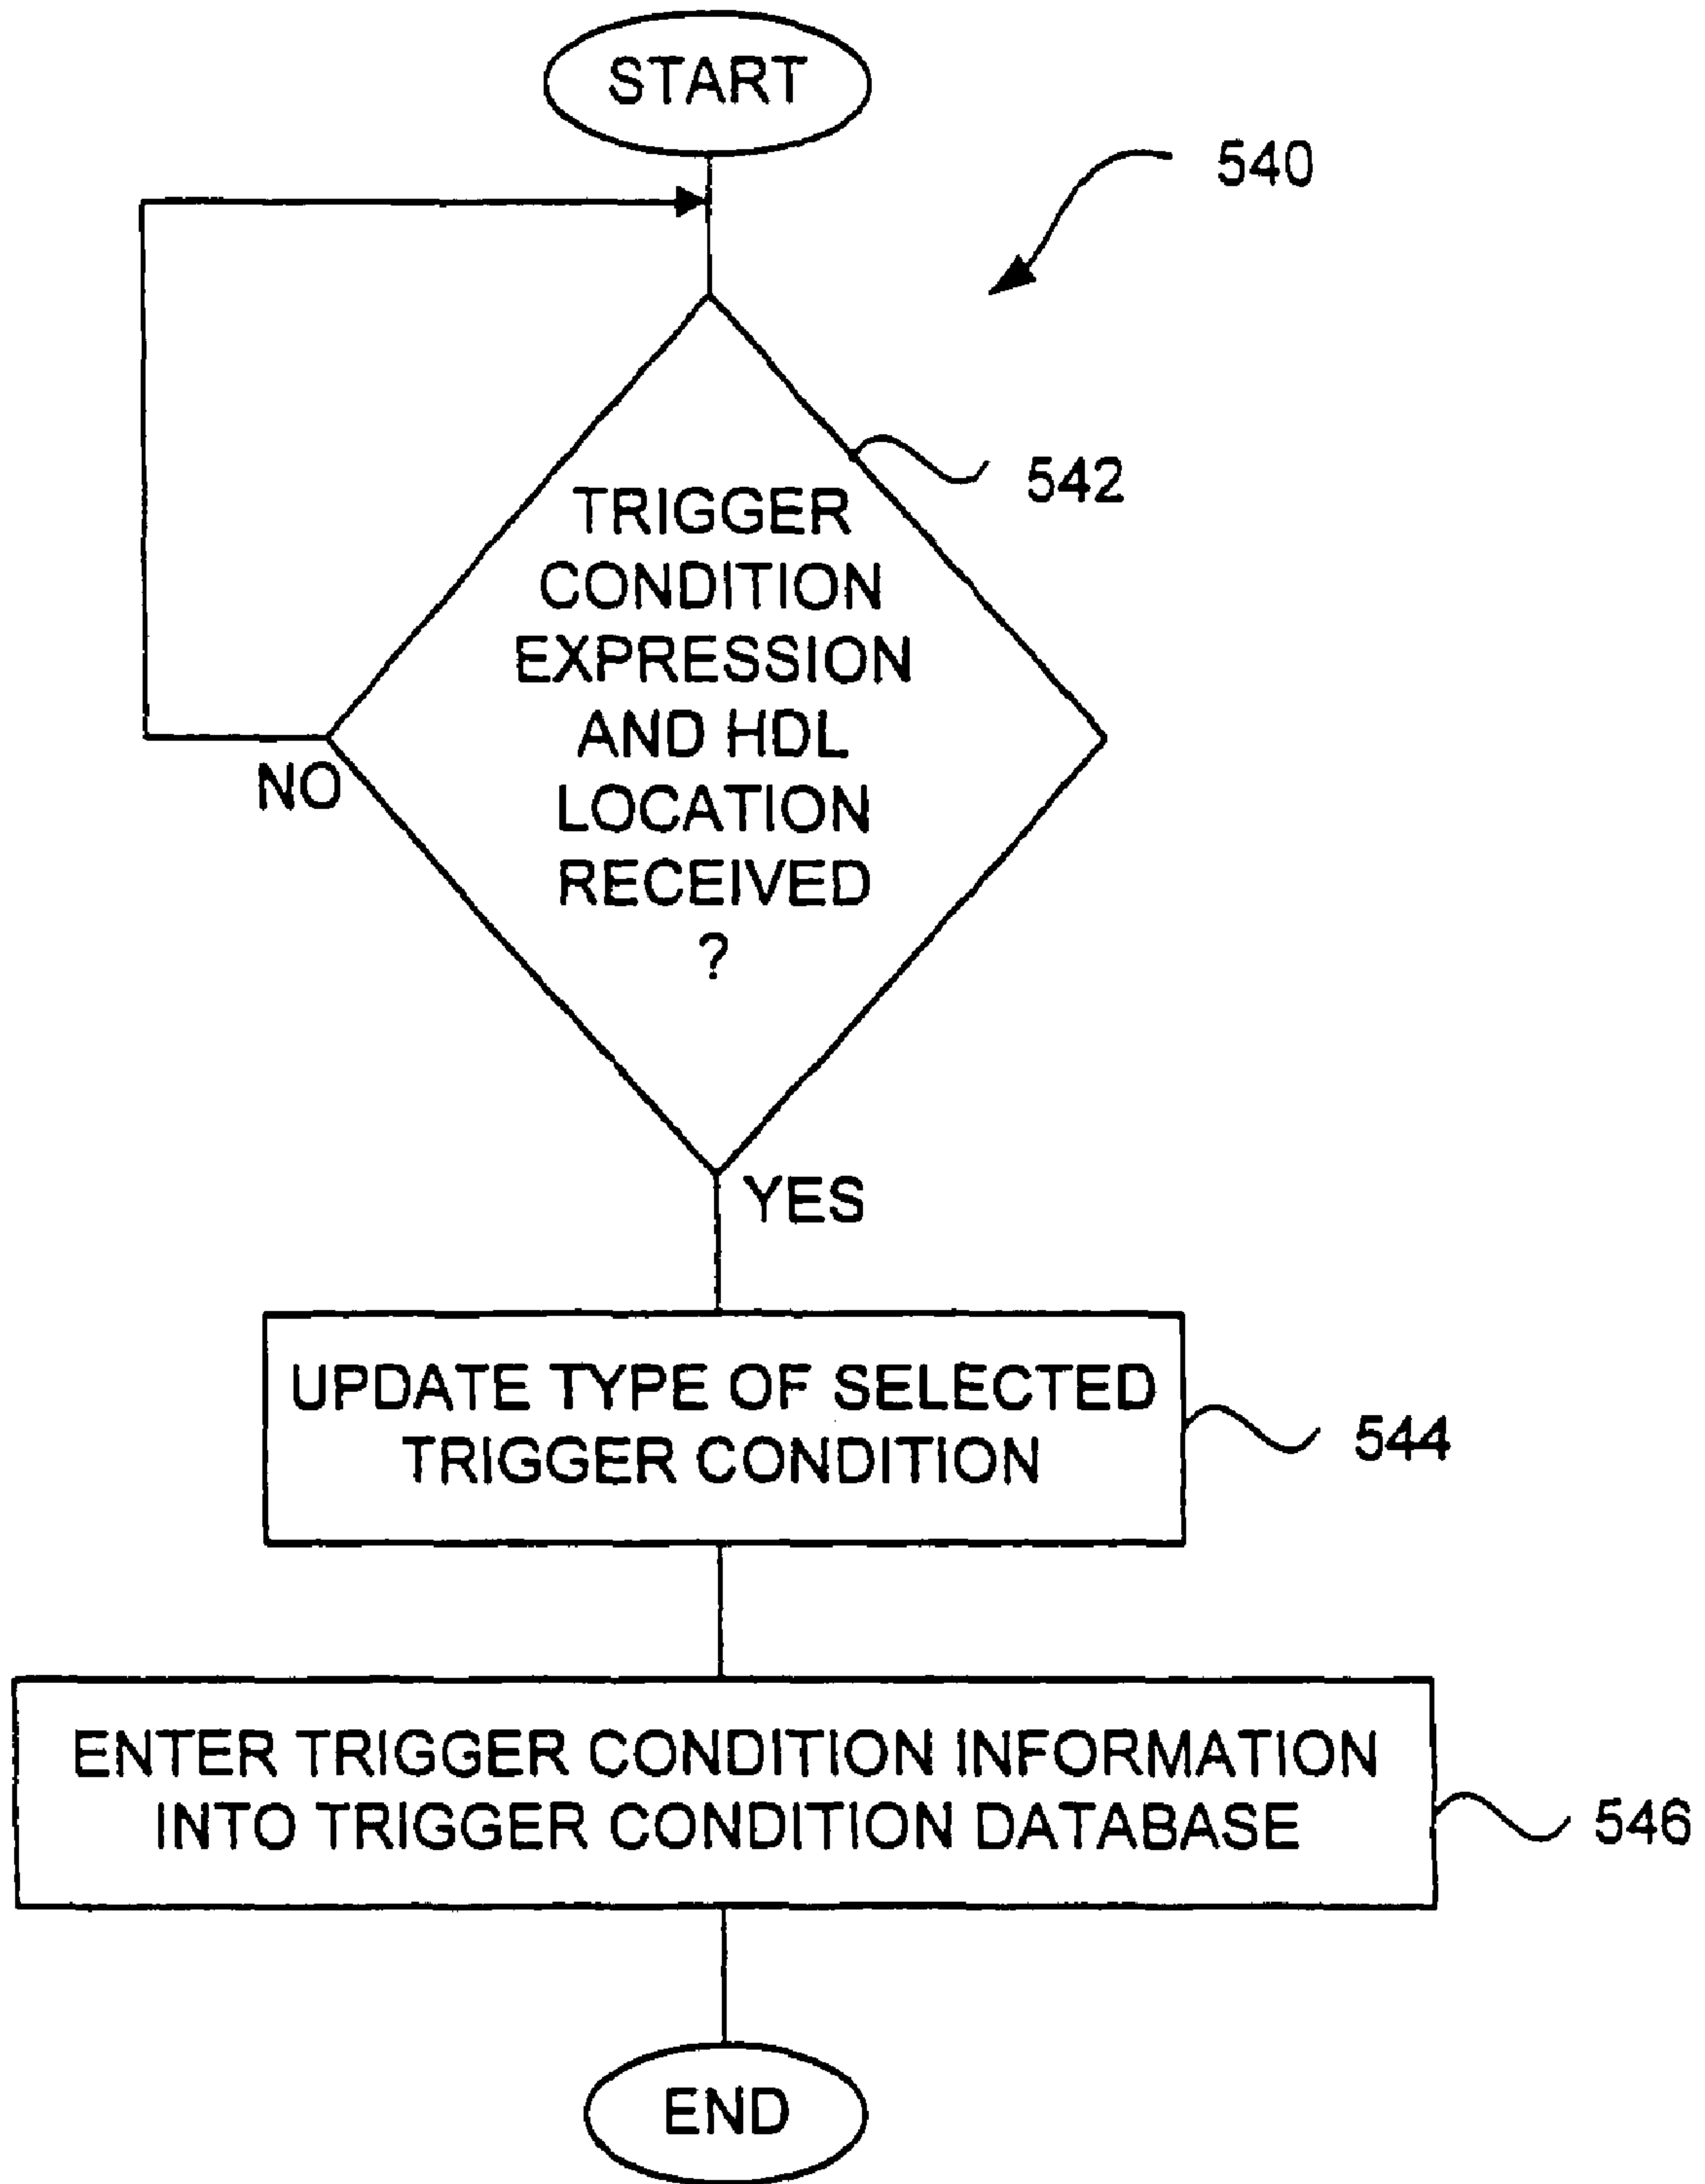 START
540
542
TRIGGER
CONDITION
EXPRESSION
AND HDL
LOCATION
RECEIVED
?
NO
YES
UPDATE TYPE OF SELECTED
TRIGGER CONDITION
544
ENTER TRIGGER CONDITION INFORMATION
INTO TRIGGER CONDITION DATABASE
546
END